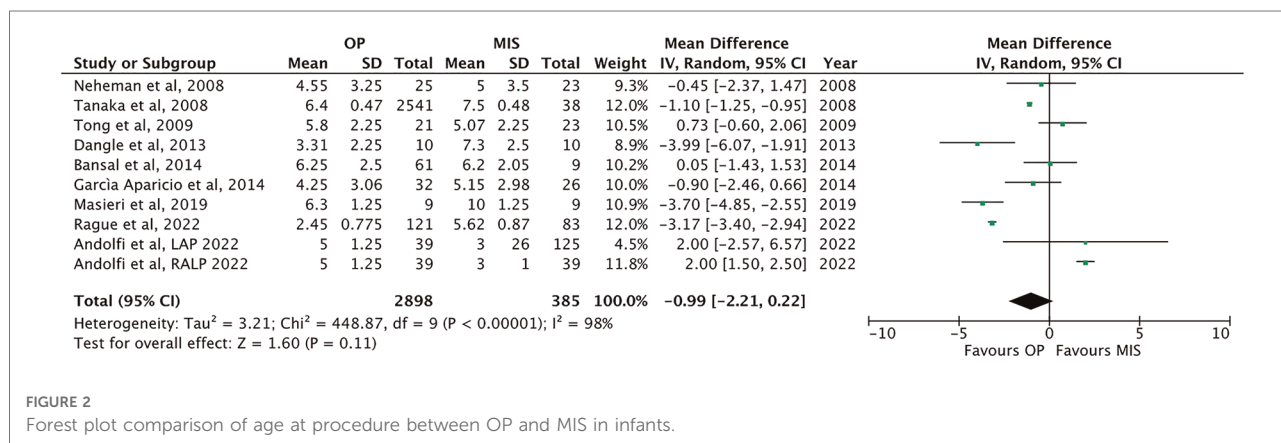 OP MIS Mean Difference Mean Difference
Study or Subgroup Mean SD Total Mean SD Total Weight IV, Random, 95% CI Year IV, Random, 95% CI
Neheman et al, 2008 4.55 3.25 25 5 3.5 23 9.3% −0.45 [−2.37, 1.47] 2008
Tanaka et al, 2008 6.4 0.47 2541 7.5 0.48 38 12.0% −1.10 [−1.25, −0.95] 2008
Tong et al, 2009 5.8 2.25 21 5.07 2.25 23 10.5% 0.73 [−0.60, 2.06] 2009
Dangle et al, 2013 3.31 2.25 10 7.3 2.5 10 8.9% −3.99 [−6.07, −1.91] 2013
Bansal et al, 2014 6.25 2.5 61 6.2 2.05 9 10.2% 0.05 [−1.43, 1.53] 2014
Garcìa Aparicio et al, 2014 4.25 3.06 32 5.15 2.98 26 10.0% −0.90 [−2.46, 0.66] 2014
Masieri et al, 2019 6.3 1.25 9 10 1.25 9 11.2% −3.70 [−4.85, −2.55] 2019
Rague et al, 2022 2.45 0.775 121 5.62 0.87 83 12.0% −3.17 [−3.40, −2.94] 2022
Andolfi et al, LAP 2022 5 1.25 39 3 26 125 4.5% 2.00 [−2.57, 6.57] 2022
Andolfi et al, RALP 2022 5 1.25 39 3 1 39 11.8% 2.00 [1.50, 2.50] 2022
Total (95% CI) 2898 385 100.0% −0.99 [−2.21, 0.22]
Heterogeneity: Tau² = 3.21; Chi² = 448.87, df = 9 (P < 0.00001); I² = 98%
Test for overall effect: Z = 1.60 (P = 0.11)
−10 −5 0 5 10
Favours OP Favours MIS
FIGURE 2
Forest plot comparison of age at procedure between OP and MIS in infants.